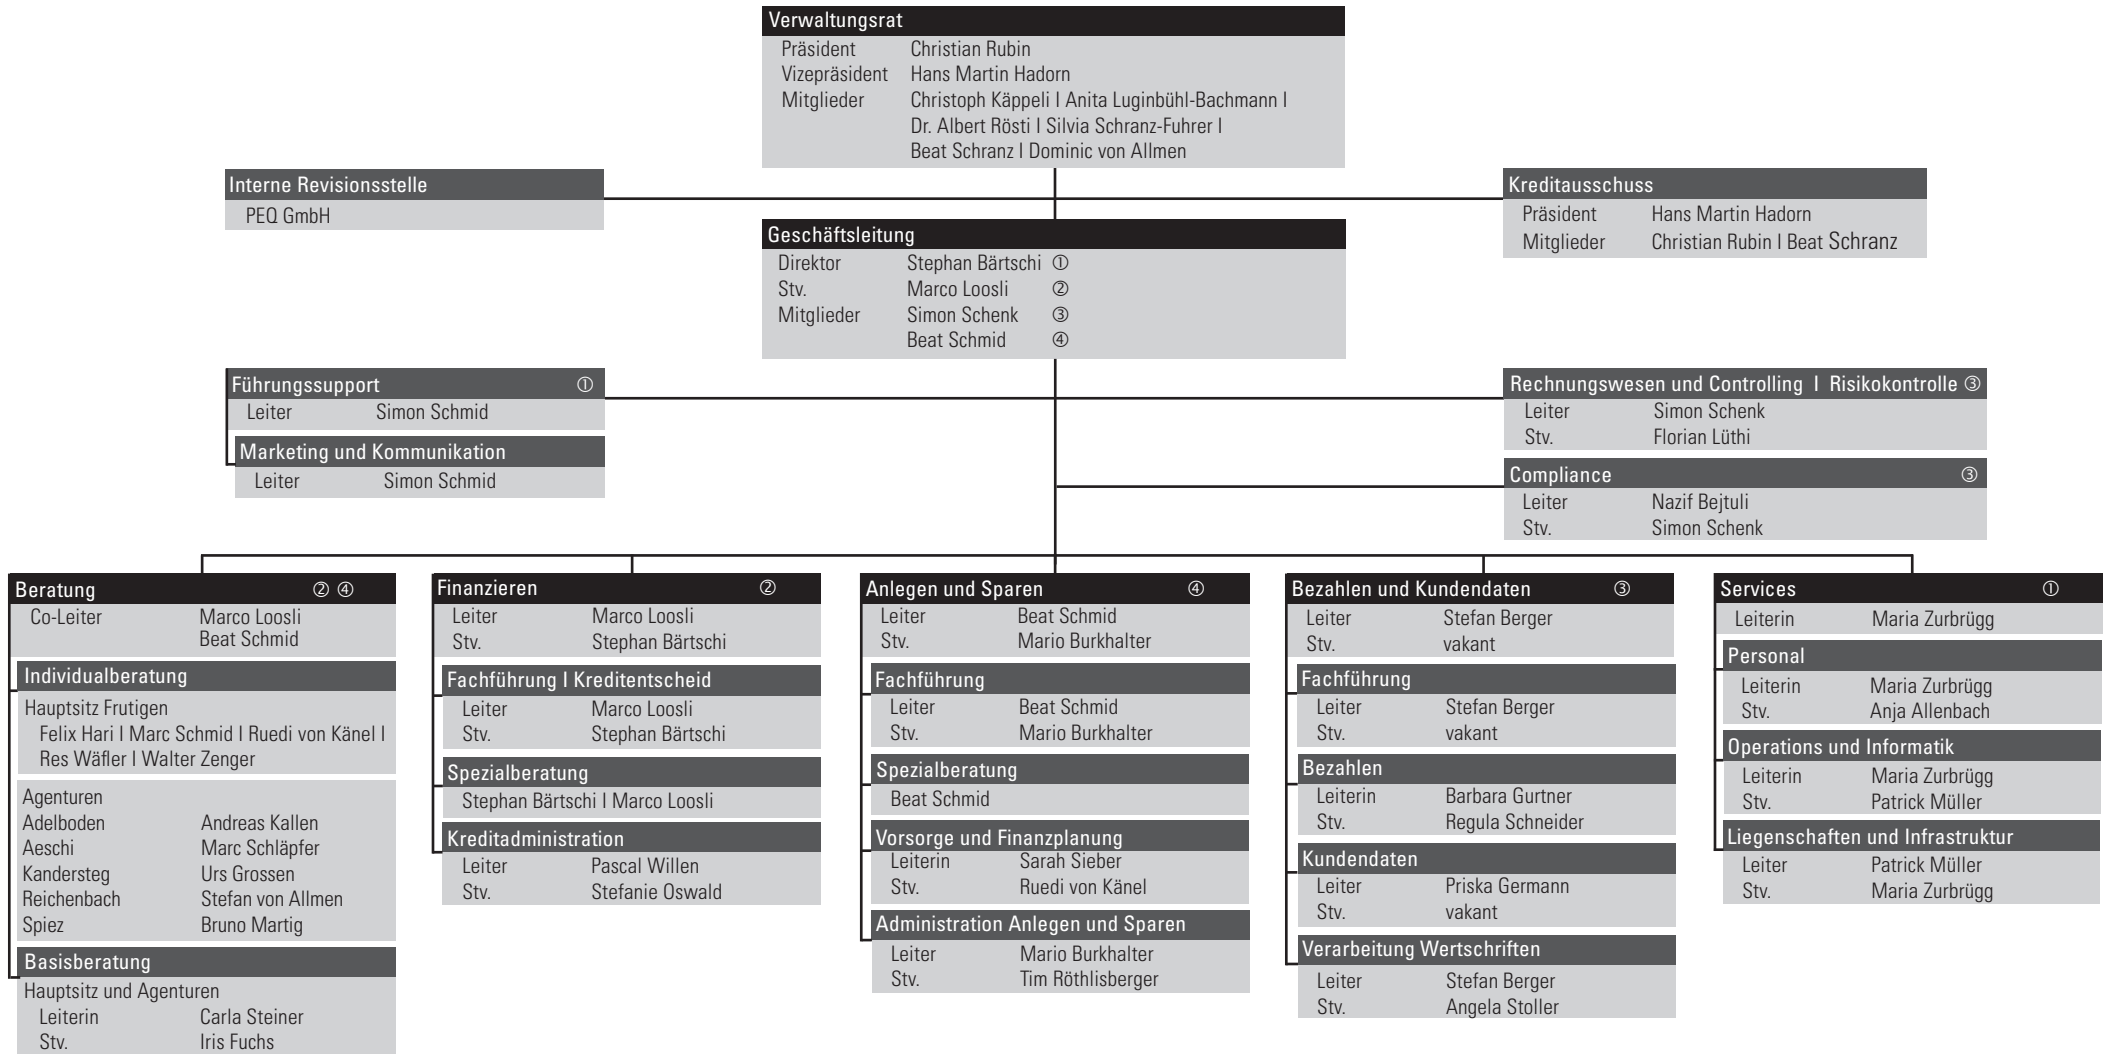 Verwaltungsrat
Präsident Christian Rubin
Vizepräsident Hans Martin Hadorn
Mitglieder Christoph Käppeli I Anita Luginbühl-Bachmann I
Dr. Albert Rösti I Silvia Schranz-Fuhrer I
Beat Schranz I Dominic von Allmen
Interne Revisionsstelle
PEQ GmbH
Kreditausschuss
Präsident Hans Martin Hadorn
Mitglieder Christian Rubin I Beat Schranz
Geschäftsleitung
Direktor Stephan Bärtschi ①
Stv. Marco Loosli ②
Mitglieder Simon Schenk ③
Beat Schmid ④
Führungssupport ①
Leiter Simon Schmid
Marketing und Kommunikation
Leiter Simon Schmid
Rechnungswesen und Controlling I Risikokontrolle ③
Leiter Simon Schenk
Stv. Florian Lüthi
Compliance ③
Leiter Nazif Bejtuli
Stv. Simon Schenk
Beratung ② ④
Co-Leiter Marco Loosli
Beat Schmid
Individualberatung
Hauptsitz Frutigen
Felix Hari I Marc Schmid I Ruedi von Känel I
Res Wäfler I Walter Zenger
Agenturen
Adelboden Andreas Kallen
Aeschi Marc Schläpfer
Kandersteg Urs Grossen
Reichenbach Stefan von Allmen
Spiez Bruno Martig
Basisberatung
Hauptsitz und Agenturen
Leiterin Carla Steiner
Stv. Iris Fuchs
Finanzieren ②
Leiter Marco Loosli
Stv. Stephan Bärtschi
Fachführung I Kreditentscheid
Leiter Marco Loosli
Stv. Stephan Bärtschi
Spezialberatung
Stephan Bärtschi I Marco Loosli
Kreditadministration
Leiter Pascal Willen
Stv. Stefanie Oswald
Anlegen und Sparen ④
Leiter Beat Schmid
Stv. Mario Burkhalter
Fachführung
Leiter Beat Schmid
Stv. Mario Burkhalter
Spezialberatung
Beat Schmid
Vorsorge und Finanzplanung
Leiterin Sarah Sieber
Stv. Ruedi von Känel
Administration Anlegen und Sparen
Leiter Mario Burkhalter
Stv. Tim Röthlisberger
Bezahlen und Kundendaten ③
Leiter Stefan Berger
Stv. vakant
Fachführung
Leiter Stefan Berger
Stv. vakant
Bezahlen
Leiterin Barbara Gurtner
Stv. Regula Schneider
Kundendaten
Leiter Priska Germann
Stv. vakant
Verarbeitung Wertschriften
Leiter Stefan Berger
Stv. Angela Stoller
Services ①
Leiterin Maria Zurbrügg
Personal
Leiterin Maria Zurbrügg
Stv. Anja Allenbach
Operations und Informatik
Leiterin Maria Zurbrügg
Stv. Patrick Müller
Liegenschaften und Infrastruktur
Leiter Patrick Müller
Stv. Maria Zurbrügg